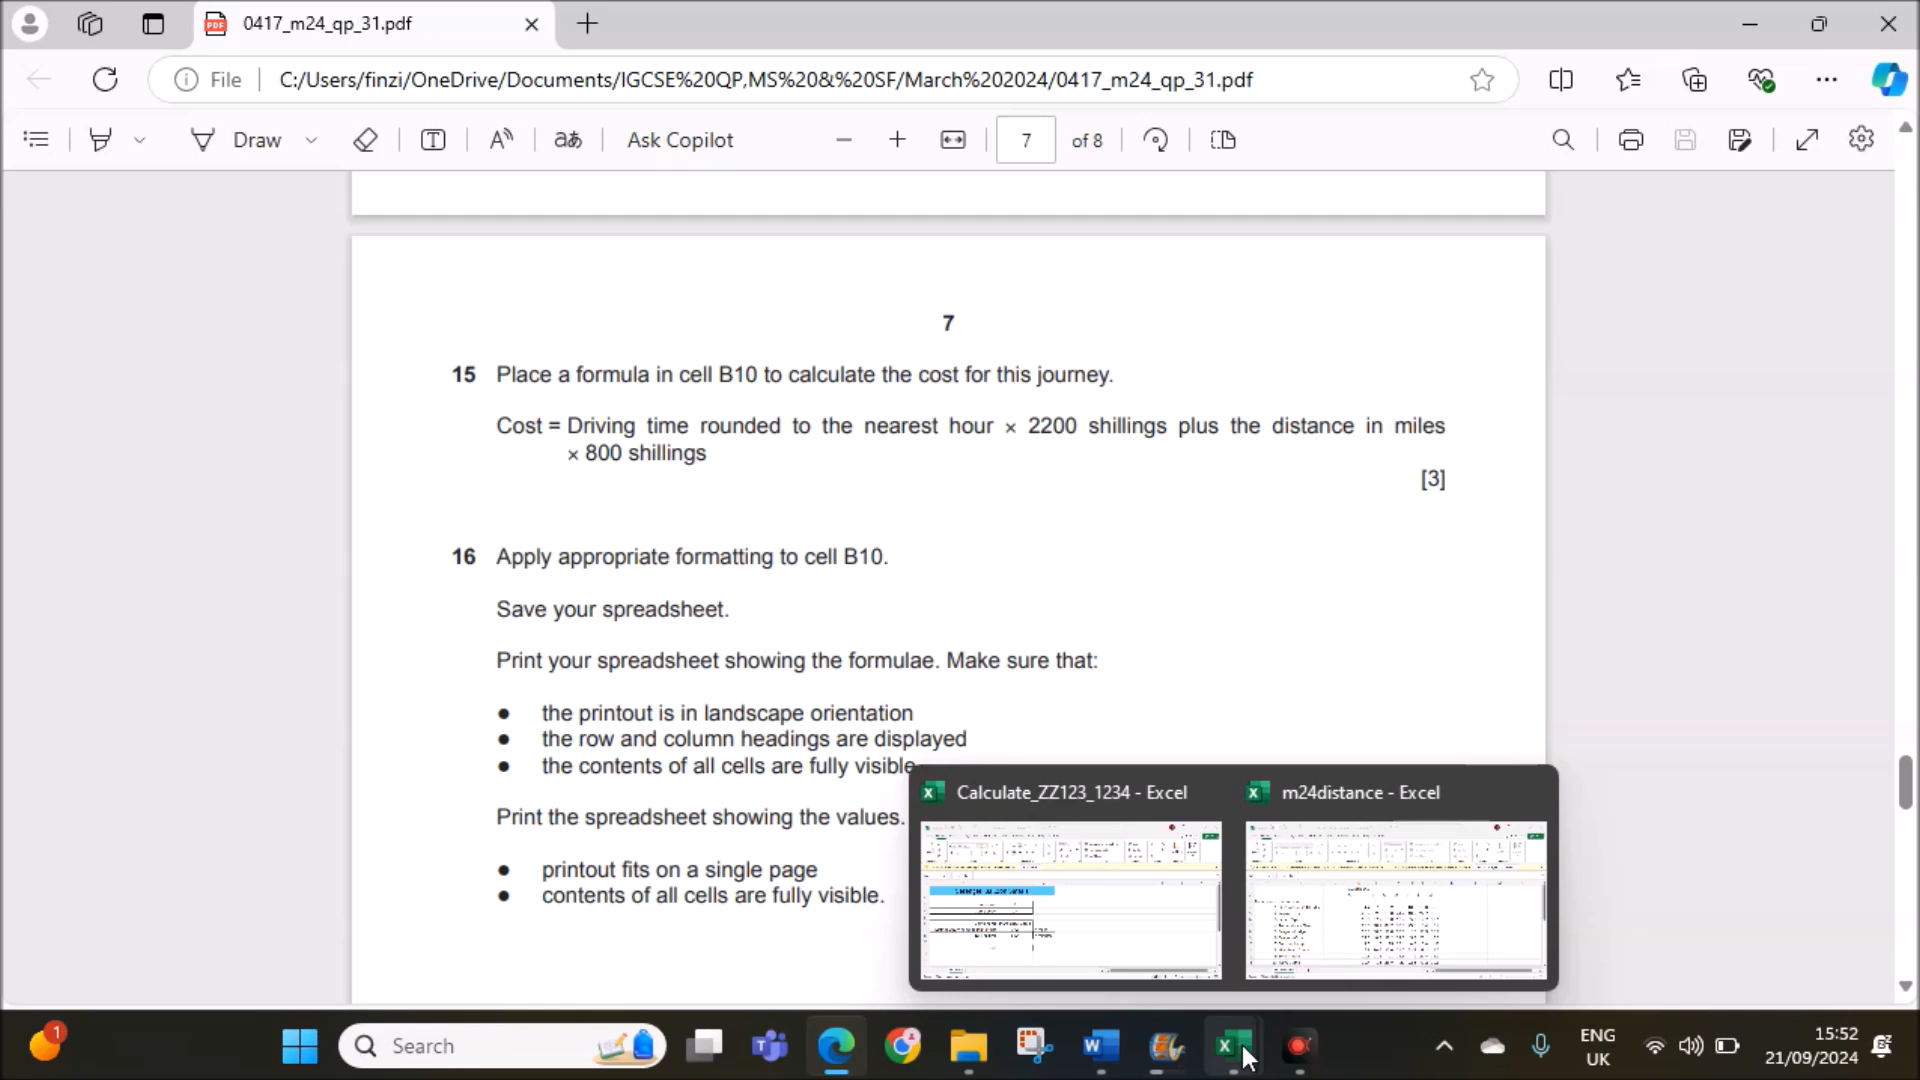 0417_m24_qp_31.pdf
File
C:/Users/finzi/OneDrive/Documents/IGCSE%20QP,MS%20&%20SF/March%202024/0417_m24_qp_31.pdf
Draw
Ask Copilot
7
of 8
7
15 Place a formula in cell B10 to calculate the cost for this journey.
Cost = Driving time rounded to the nearest hour × 2200 shillings plus the distance in miles
× 800 shillings
[3]
16 Apply appropriate formatting to cell B10.
Save your spreadsheet.
Print your spreadsheet showing the formulae. Make sure that:
● the printout is in landscape orientation
● the row and column headings are displayed
● the contents of all cells are fully visible
Print the spreadsheet showing the values.
● printout fits on a single page
● contents of all cells are fully visible.
Calculate_ZZ123_1234 - Excel
m24distance - Excel
1
Search
ENG
UK
15:52
21/09/2024